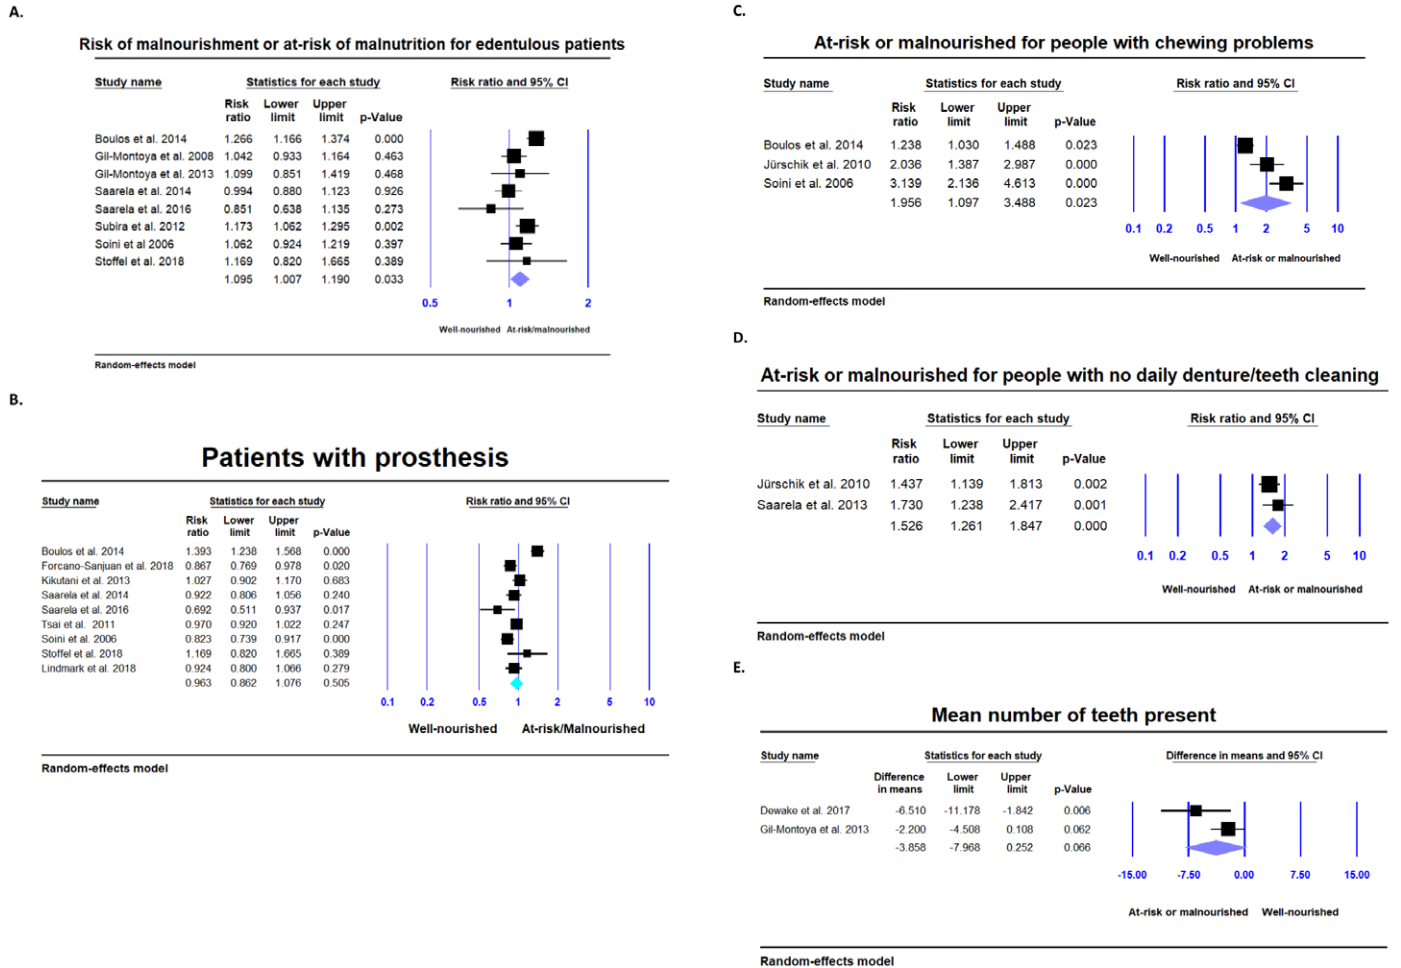 A.
Risk of malnourishment or at-risk of malnutrition for edentulous patients
Study name Statistics for each study Risk ratio and 95% CI
Risk Lower Upper
ratio limit limit p-Value
Boulos et al. 2014 1.266 1.166 1.374 0.000
Gil-Montoya et al. 2008 1.042 0.933 1.164 0.463
Gil-Montoya et al. 2013 1.099 0.851 1.419 0.468
Saarela et al. 2014 0.994 0.880 1.123 0.926
Saarela et al. 2016 0.851 0.638 1.135 0.273
Subira et al. 2012 1.173 1.062 1.295 0.002
Soini et al 2006 1.062 0.924 1.219 0.397
Stoffel et al. 2018 1.169 0.820 1.665 0.389
1.095 1.007 1.190 0.033
0.5 1 2
Well-nourished At-risk/malnourished
Random-effects model
B.
Patients with prosthesis
Study name Statistics for each study Risk ratio and 95% CI
Risk Lower Upper
ratio limit limit p-Value
Boulos et al. 2014 1.393 1.238 1.568 0.000
Forcano-Sanjuan et al. 2018 0.867 0.769 0.978 0.020
Kikutani et al. 2013 1.027 0.902 1.170 0.683
Saarela et al. 2014 0.922 0.806 1.056 0.240
Saarela et al. 2016 0.692 0.511 0.937 0.017
Tsai et al. 2011 0.970 0.920 1.022 0.247
Soini et al. 2006 0.823 0.739 0.917 0.000
Stoffel et al. 2018 1.169 0.820 1.665 0.389
Lindmark et al. 2018 0.924 0.800 1.066 0.279
0.963 0.862 1.076 0.505
0.1 0.2 0.5 1 2 5 10
Well-nourished At-risk/Malnourished
Random-effects model
C.
At-risk or malnourished for people with chewing problems
Study name Statistics for each study Risk ratio and 95% CI
Risk Lower Upper
ratio limit limit p-Value
Boulos et al. 2014 1.238 1.030 1.488 0.023
Jürschik et al. 2010 2.036 1.387 2.987 0.000
Soini et al. 2006 3.139 2.136 4.613 0.000
1.956 1.097 3.488 0.023
0.1 0.2 0.5 1 2 5 10
Well-nourished At-risk or malnourished
Random-effects model
D.
At-risk or malnourished for people with no daily denture/teeth cleaning
Study name Statistics for each study Risk ratio and 95% CI
Risk Lower Upper
ratio limit limit p-Value
Jürschik et al. 2010 1.437 1.139 1.813 0.002
Saarela et al. 2013 1.730 1.238 2.417 0.001
1.526 1.261 1.847 0.000
0.1 0.2 0.5 1 2 5 10
Well-nourished At-risk or malnourished
Random-effects model
E.
Mean number of teeth present
Study name Statistics for each study Difference in means and 95% CI
Difference Lower Upper
in means limit limit p-Value
Dewake et al. 2017 -6.510 -11.178 -1.842 0.006
Gil-Montoya et al. 2013 -2.200 -4.508 0.108 0.062
-3.858 -7.968 0.252 0.066
-15.00 -7.50 0.00 7.50 15.00
At-risk or malnourished Well-nourished
Random-effects model